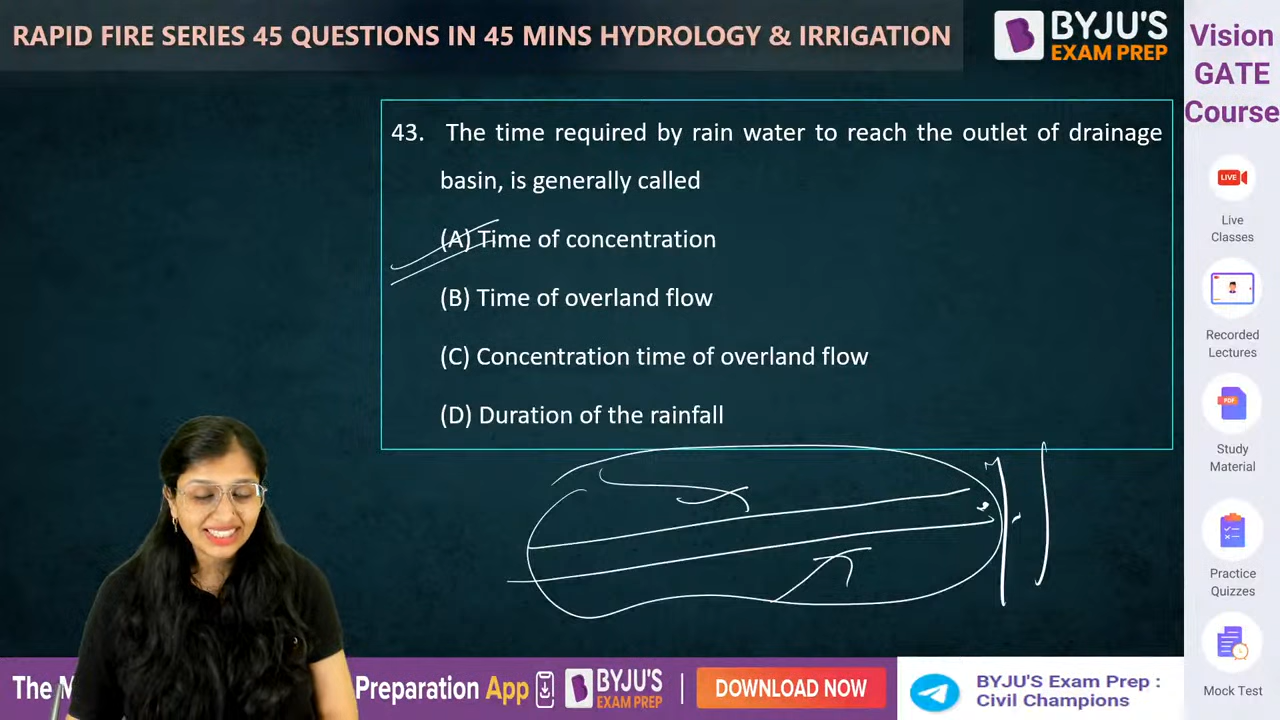 RAPID FIRE SERIES 45 QUESTIONS IN 45 MINS HYDROLOGY & IRRIGATION
BYJU'S
EXAM PREP
Vision
GATE
Course
43. The time required by rain water to reach the outlet of drainage
basin, is generally called
(A) Time of concentration
(B) Time of overland flow
(C) Concentration time of overland flow
(D) Duration of the rainfall
LIVE
Live
Classes
Recorded
Lectures
PDF
Study
Material
Practice
Quizzes
Mock Test
The
Preparation App
BYJU'S
EXAM PREP
DOWNLOAD NOW
BYJU'S Exam Prep :
Civil Champions